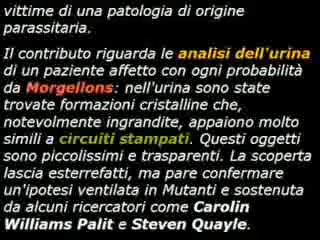 vittime di una patologia di origine
parassitaria.
Il contributo riguarda le analisi dell'urina
di un paziente affetto con ogni probabilità
da Morgellons: nell'urina sono state
trovate formazioni cristalline che,
notevolmente ingrandite, appaiono molto
simili a circuiti stampati. Questi oggetti
sono piccolissimi e trasparenti. La scoperta
lascia esterrefatti, ma pare confermare
un'ipotesi ventilata in Mutanti e sostenuta
da alcuni ricercatori come Carolin
Williams Palit e Steven Quayle.